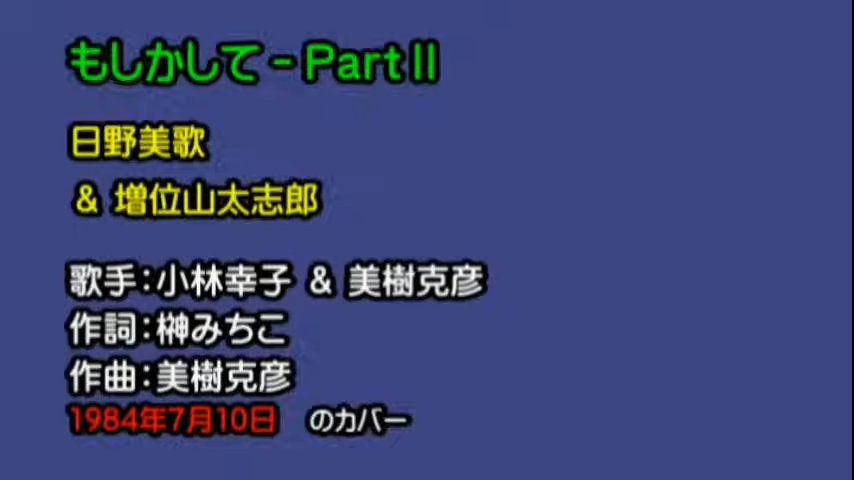 もしかして－PartⅡ
日野美歌
& 増位山太志郎
歌手：小林幸子 & 美樹克彦
作詞：榊みちこ
作曲：美樹克彦
1984年7月10日　のカバー